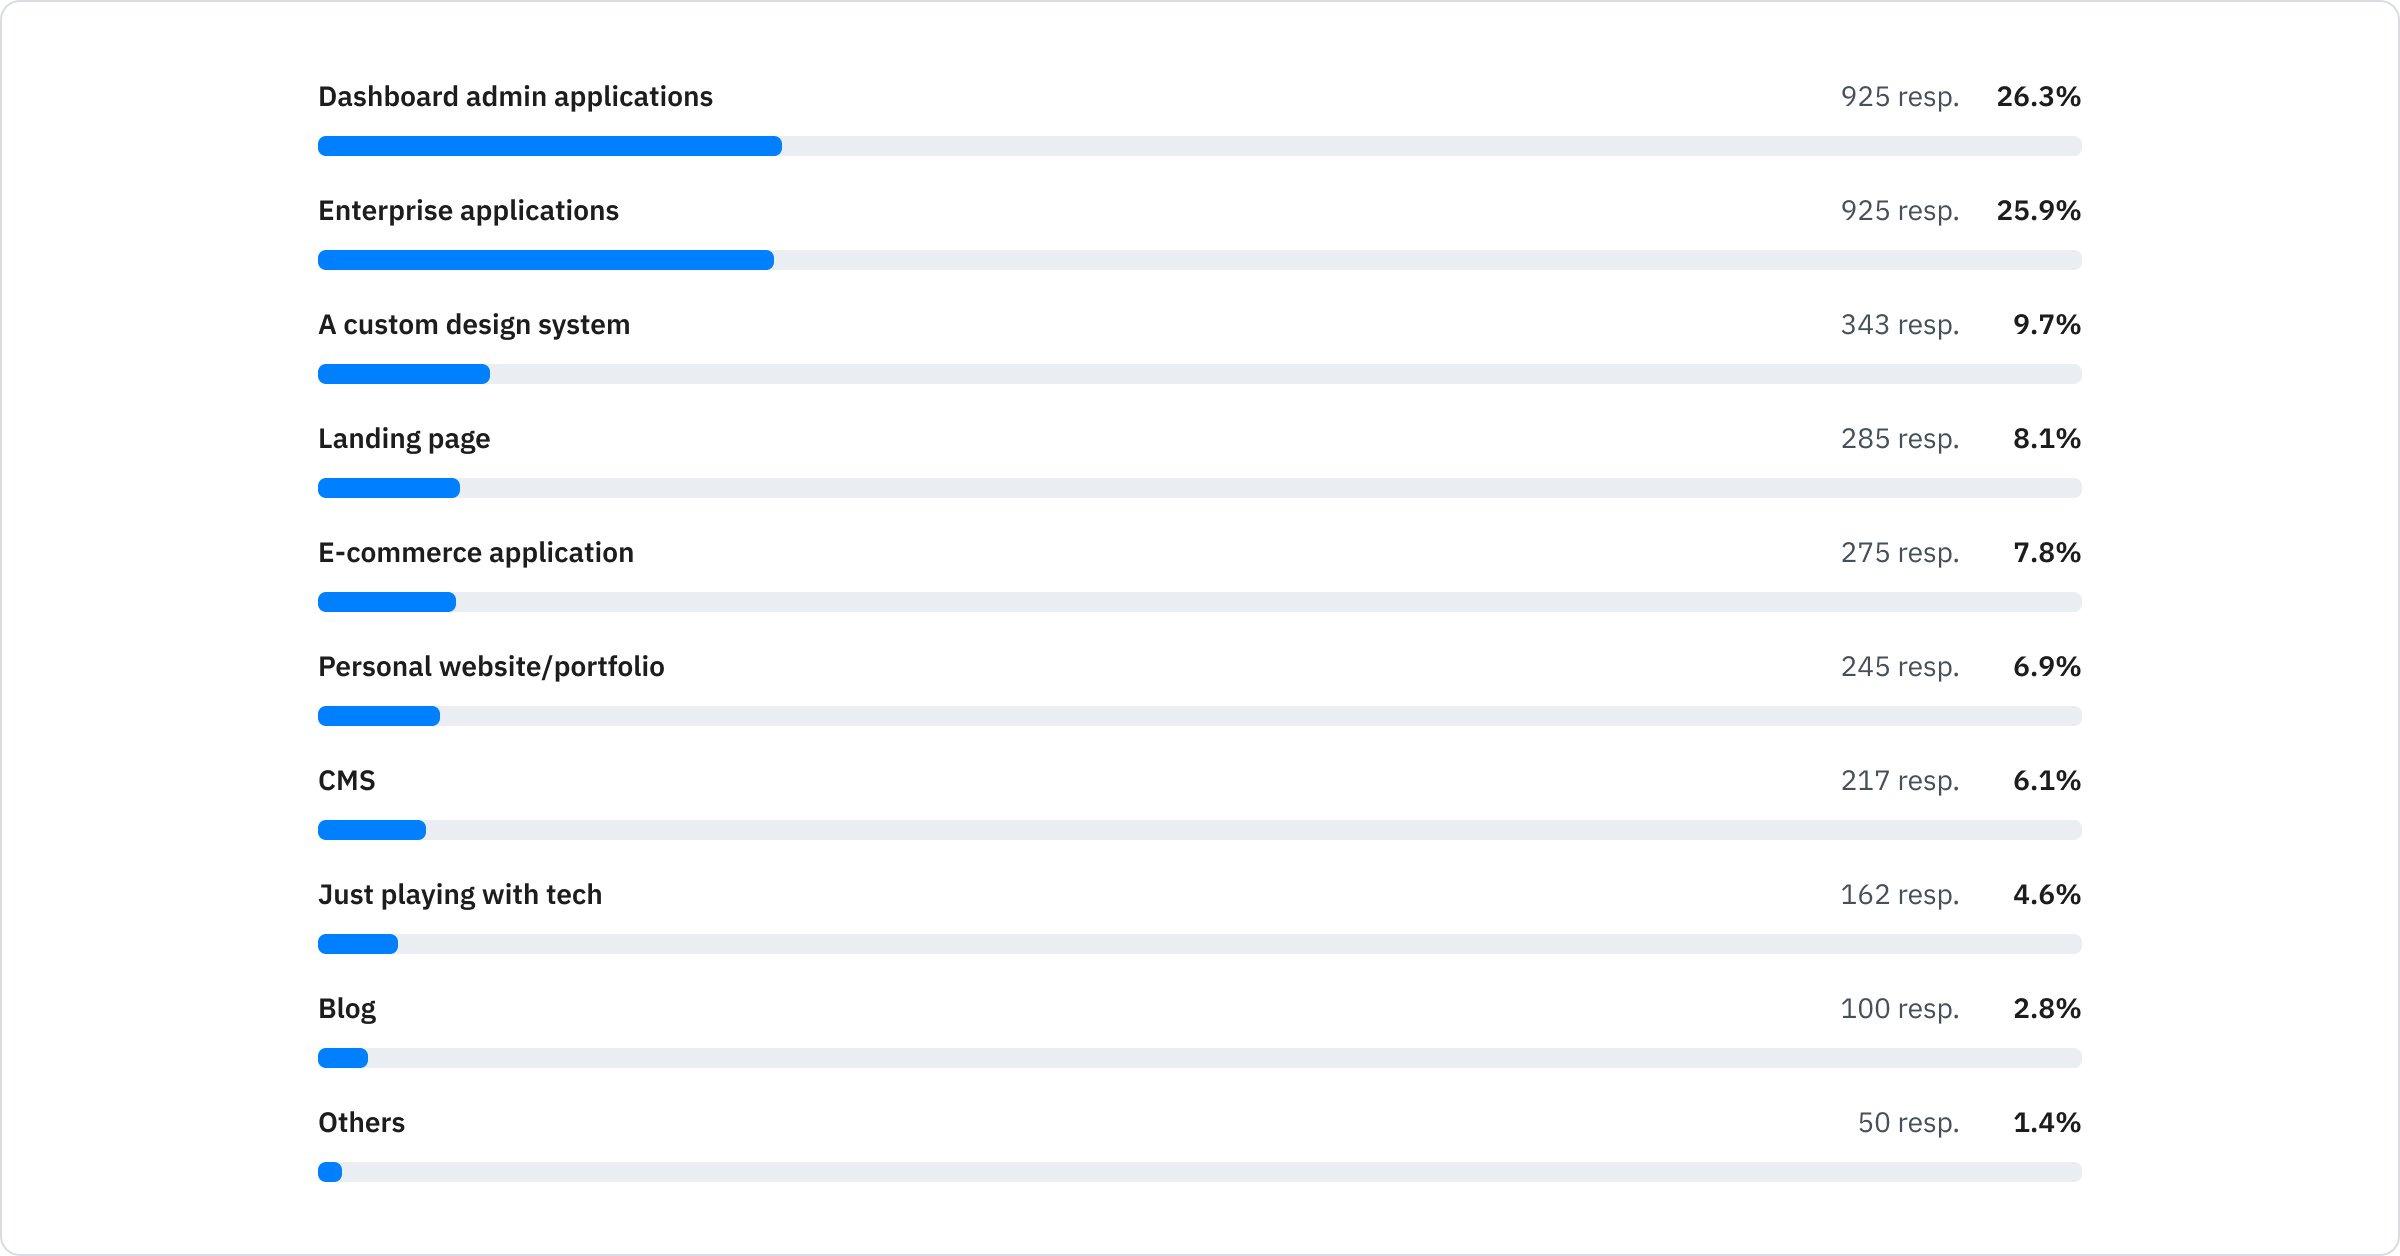 Dashboard admin applications 925 resp. 26.3%
Enterprise applications 925 resp. 25.9%
A custom design system 343 resp. 9.7%
Landing page 285 resp. 8.1%
E-commerce application 275 resp. 7.8%
Personal website/portfolio 245 resp. 6.9%
CMS 217 resp. 6.1%
Just playing with tech 162 resp. 4.6%
Blog 100 resp. 2.8%
Others 50 resp. 1.4%